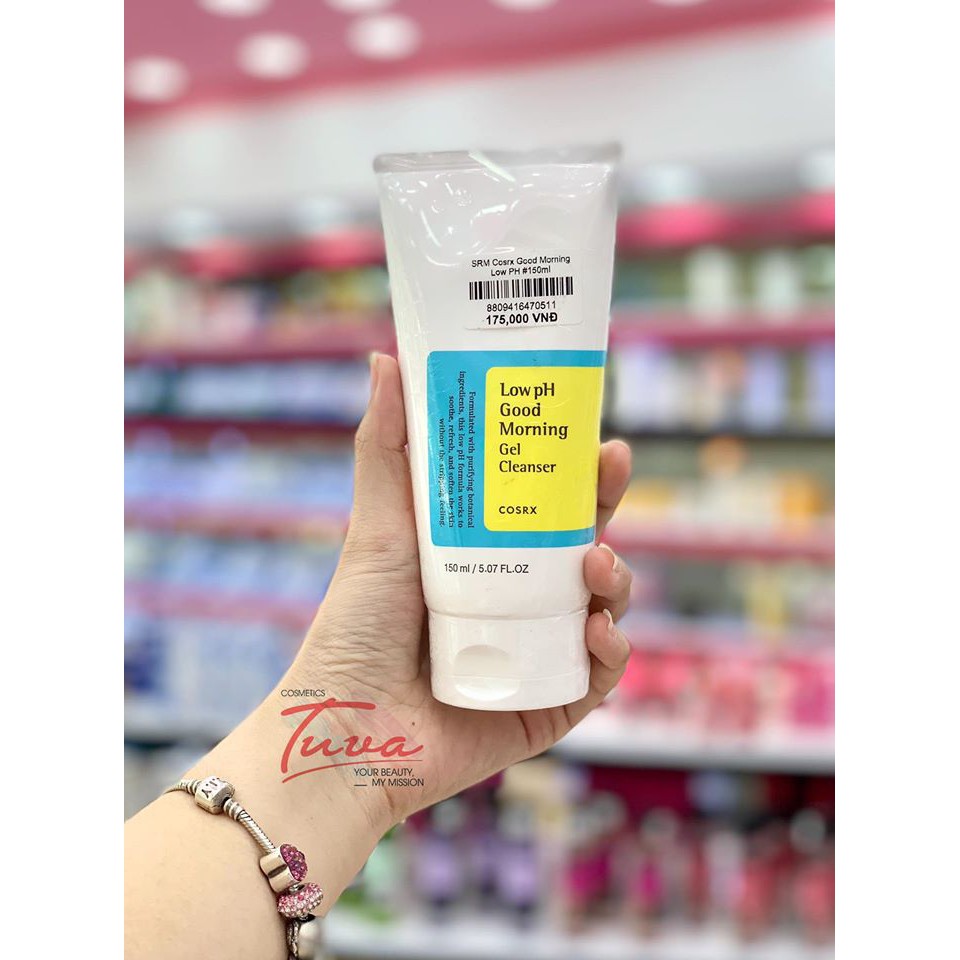 SRM Cosrx Good Morning
Low PH #150ml
8809416470511
175,000 VNĐ
Low pH
Good
Morning
Gel
Cleanser
COSRX
Formulated with purifying botanical
ingredients, this low pH formula works to
soothe, refresh, and soften the skin
without the stripping feeling.
150 ml / 5.07 FL.OZ
COSMETICS
Tuva
YOUR BEAUTY,
MY MISSION